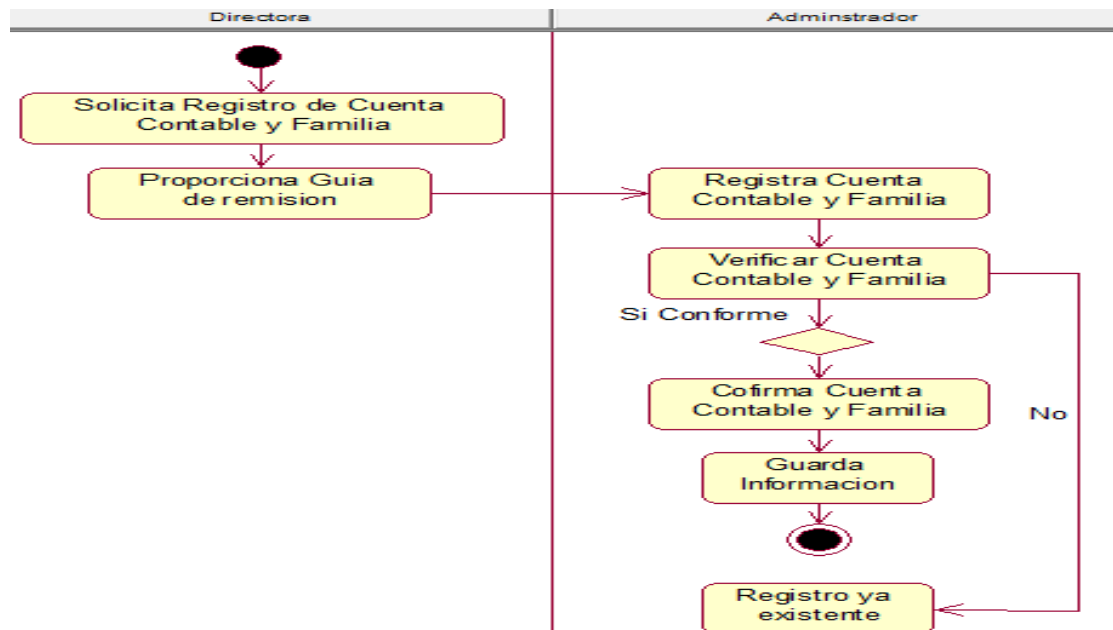 Directora
Adminstrador
Solicita Registro de Cuenta
Contable y Familia
Proporciona Guia
de remision
Registra Cuenta
Contable y Familia
Verificar Cuenta
Contable y Familia
Si Conforme
Cofirma Cuenta
Contable y Familia
No
Guarda
Informacion
Registro ya
existente